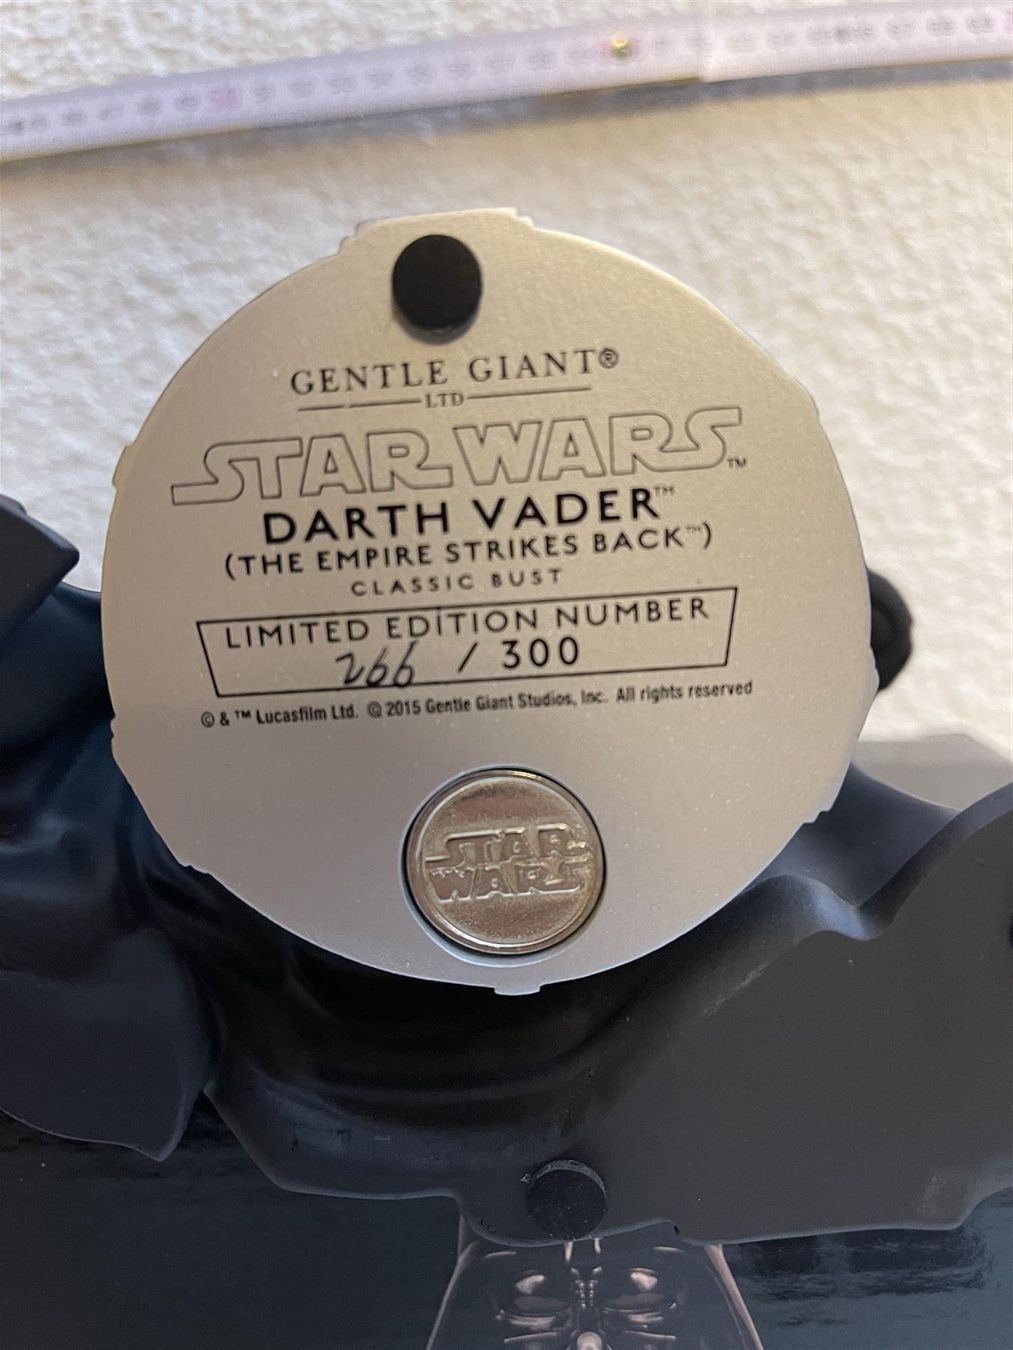 GENTLE GIANT®
LTD
STAR WARS™
DARTH VADER™
(THE EMPIRE STRIKES BACK™)
CLASSIC BUST
LIMITED EDITION NUMBER
266 / 300
© & ™ Lucasfilm Ltd. © 2015 Gentle Giant Studios, Inc. All rights reserved
STAR
WARS